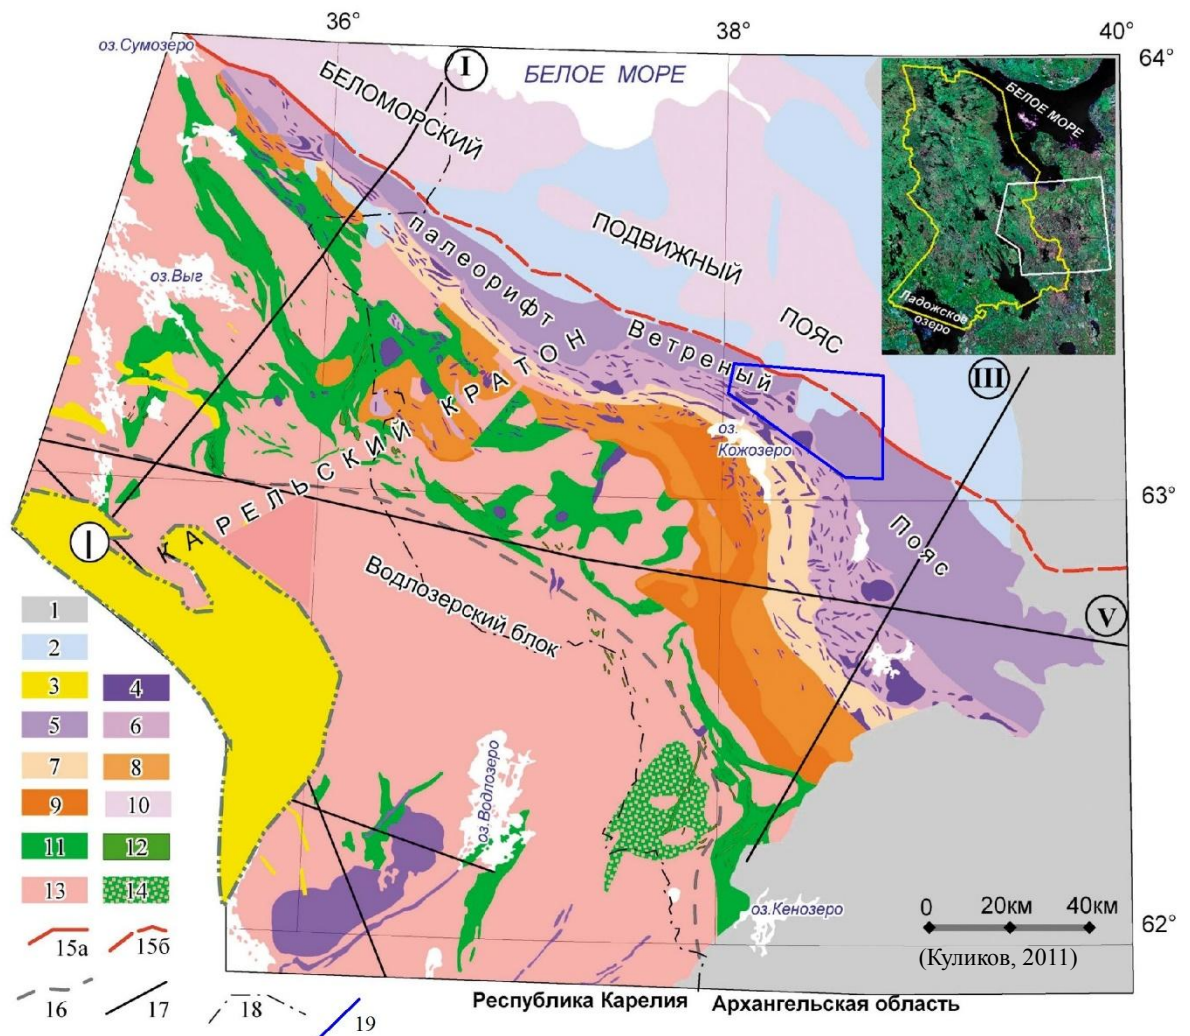 36°
38°
40°
оз.Сумозеро
I
БЕЛОЕ МОРЕ
64°
БЕЛОМОРСКИЙ
БЕЛОЕ МОРЕ
Ладожское
озеро
ПОДВИЖНЫЙ
ПОЯС
палеорифт
Ветреный
Пояс
оз.Выг
КАРЕЛЬСКИЙ КРАТОН
III
оз.
Кожозеро
63°
I
Водлозерский блок
V
1
2
3 4
5 6
7 8
9 10
11 12
13 14
15а 15б
16 17 18 19
оз.Водлозеро
оз.Кенозеро
0 20км 40км
62°
(Куликов, 2011)
Республика Карелия Архангельская область